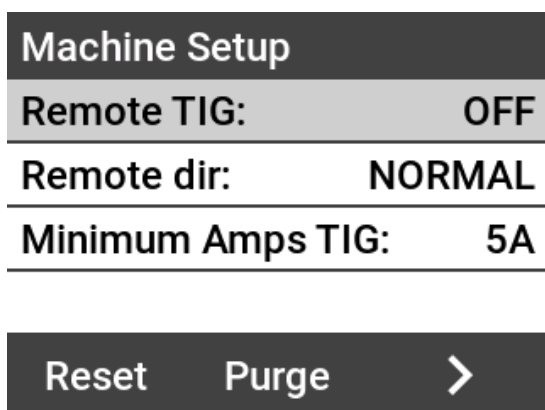 Machine Setup
Remote TIG: OFF
Remote dir: NORMAL
Minimum Amps TIG: 5A
Reset Purge >